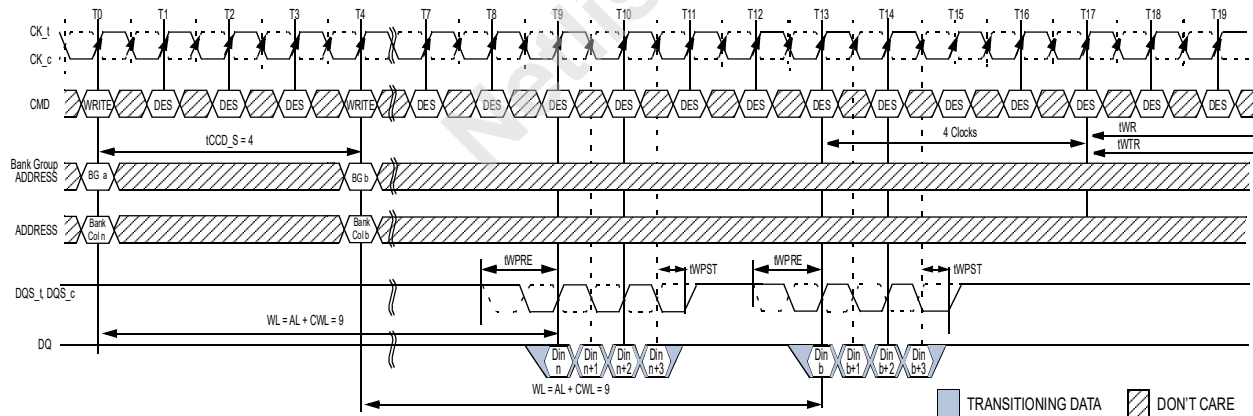 T0 T1 T2 T3 T4 T7 T8 T9 T10 T11 T12 T13 T14 T15 T16 T17 T18 T19
CK_t
CK_c
CMD WRITE DES DES DES WRITE DES DES DES DES DES DES DES DES DES DES DES DES DES
tCCD_S = 4
4 Clocks
tWR
tWTR
Bank Group
ADDRESS
BG a
BG b
ADDRESS
Bank
Col n
Bank
Col b
tWPRE
tWPST
tWPRE
tWPST
DQS_t, DQS_c
WL = AL + CWL = 9
DQ
Din
n
Din
n+1
Din
n+2
Din
n+3
Din
b
Din
b+1
Din
b+2
Din
b+3
WL = AL + CWL = 9
TRANSITIONING DATA
DON'T CARE